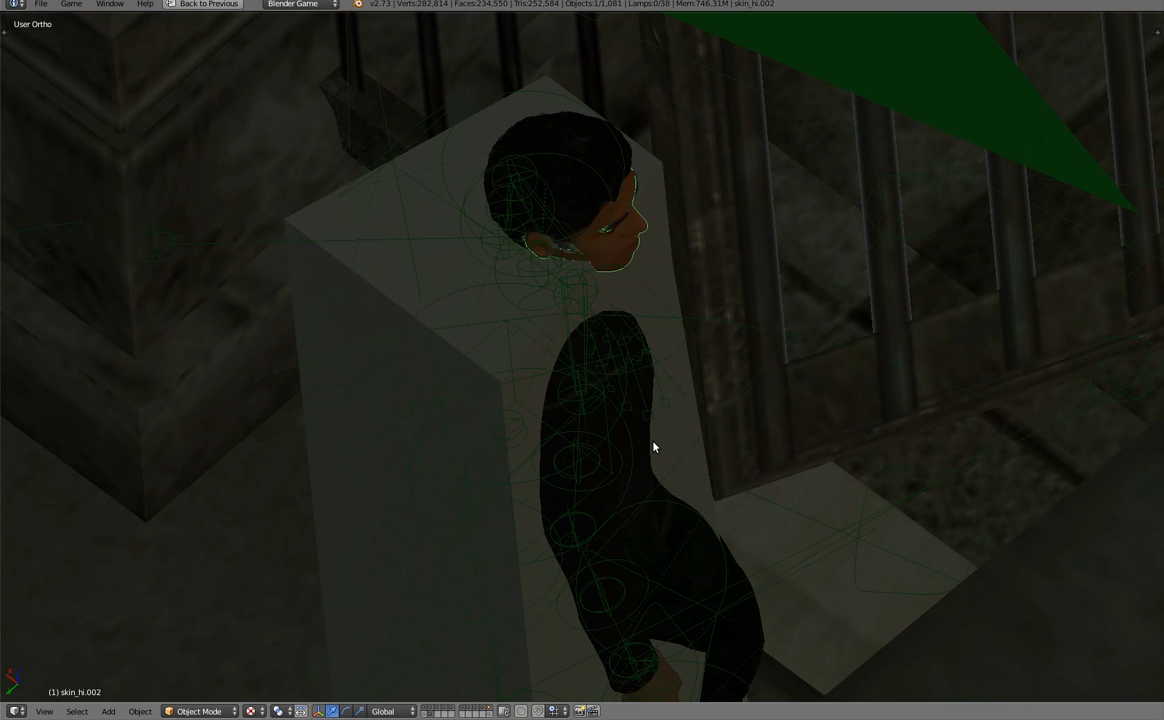 File Game Window Help Back to Previous Blender Game v2.73 | Verts:282,814 | Faces:234,550 | Tris:252,584 | Objects:1/1,081 | Lamps:0/38 | Mem:746.31M | skin_hi.002
User Ortho
(1) skin_hi.002
View Select Add Object Object Mode Global